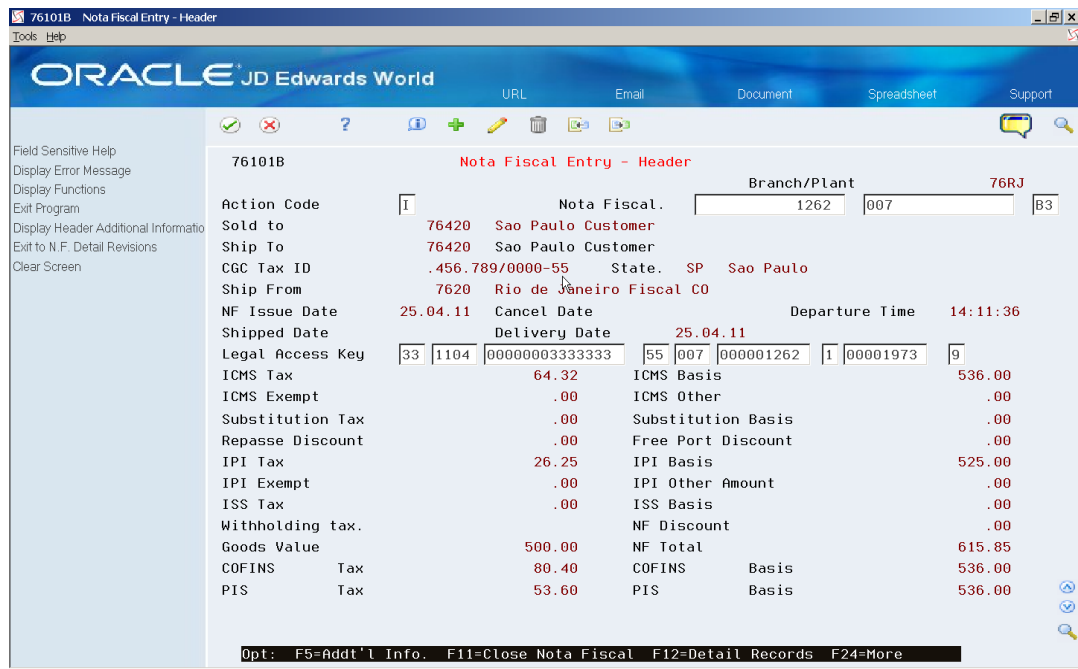 76101B Nota Fiscal Entry - Header
Tools Help
ORACLE JD Edwards World
URL Email Document Spreadsheet Support
Field Sensitive Help
Display Error Message
Display Functions
Exit Program
Display Header Additional Informatio
Exit to N.F. Detail Revisions
Clear Screen
76101B Nota Fiscal Entry - Header
Branch/Plant 76RJ
Action Code I Nota Fiscal. 1262 007 B3
Sold to 76420 Sao Paulo Customer
Ship To 76420 Sao Paulo Customer
CGC Tax ID .456.789/0000-55 State. SP Sao Paulo
Ship From 7620 Rio de Janeiro Fiscal CO
NF Issue Date 25.04.11 Cancel Date Departure Time 14:11:36
Shipped Date Delivery Date 25.04.11
Legal Access Key 33 1104 00000003333333 55 007 000001262 1 00001973 9
ICMS Tax 64.32 ICMS Basis 536.00
ICMS Exempt .00 ICMS Other .00
Substitution Tax .00 Substitution Basis .00
Repasse Discount .00 Free Port Discount .00
IPI Tax 26.25 IPI Basis 525.00
IPI Exempt .00 IPI Other Amount .00
ISS Tax .00 ISS Basis .00
Withholding tax. NF Discount .00
Goods Value 500.00 NF Total 615.85
COFINS Tax 80.40 COFINS Basis 536.00
PIS Tax 53.60 PIS Basis 536.00
Opt: F5=Addt'l Info. F11=Close Nota Fiscal F12=Detail Records F24=More